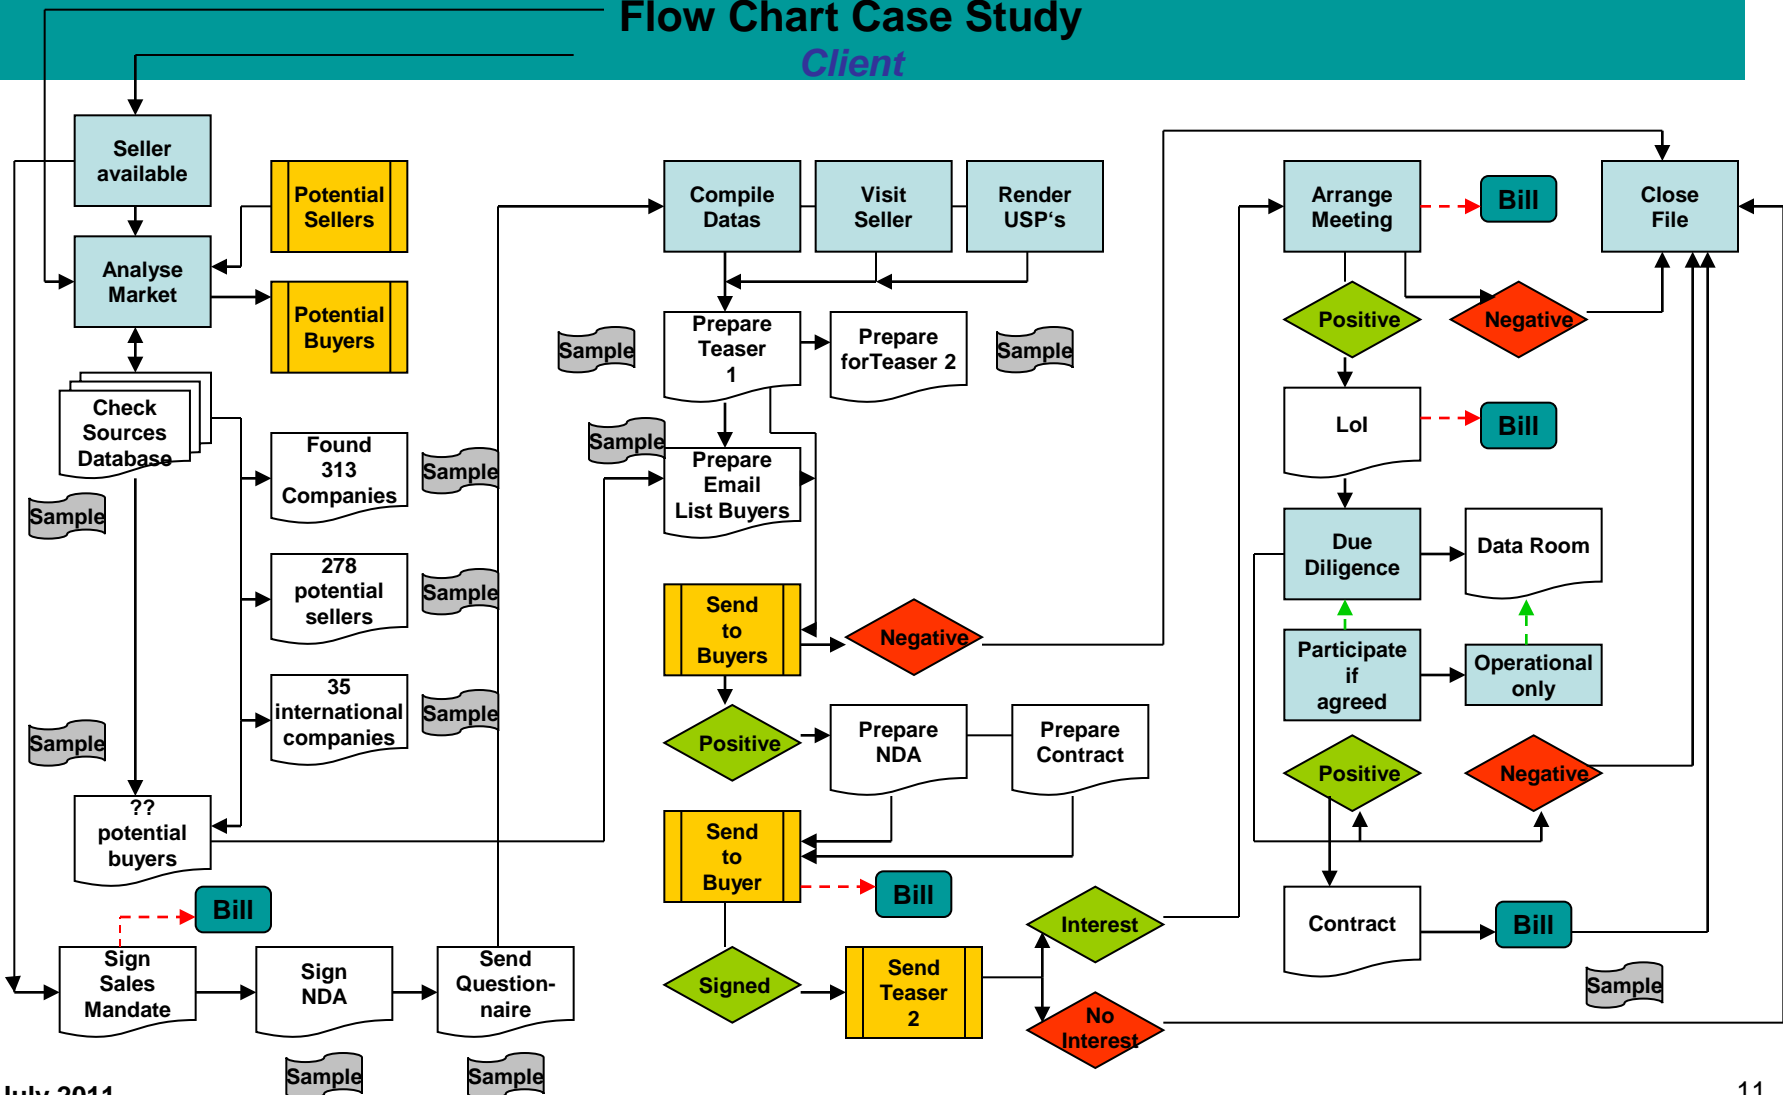 Flow Chart Case Study
Client
Seller
available
Analyse
Market
Potential
Sellers
Potential
Buyers
Check
Sources
Database
Sample
Found
313
Companies
Sample
278
potential
sellers
Sample
35
international
companies
Sample
Sample
??
potential
buyers
Bill
Sign
Sales
Mandate
Sign
NDA
Send
Question-
naire
Sample
Sample
Compile
Datas
Visit
Seller
Render
USP‘s
Sample
Prepare
Teaser
1
Prepare
forTeaser 2
Sample
Sample
Prepare
Email
List Buyers
Send
to
Buyers
Negative
Positive
Prepare
NDA
Prepare
Contract
Send
to
Buyer
Bill
Signed
Send
Teaser
2
Interest
No
Interest
Arrange
Meeting
Bill
Close
File
Positive
Negative
LoI
Bill
Due
Diligence
Data Room
Participate
if
agreed
Operational
only
Positive
Negative
Contract
Bill
Sample
July 2011
11